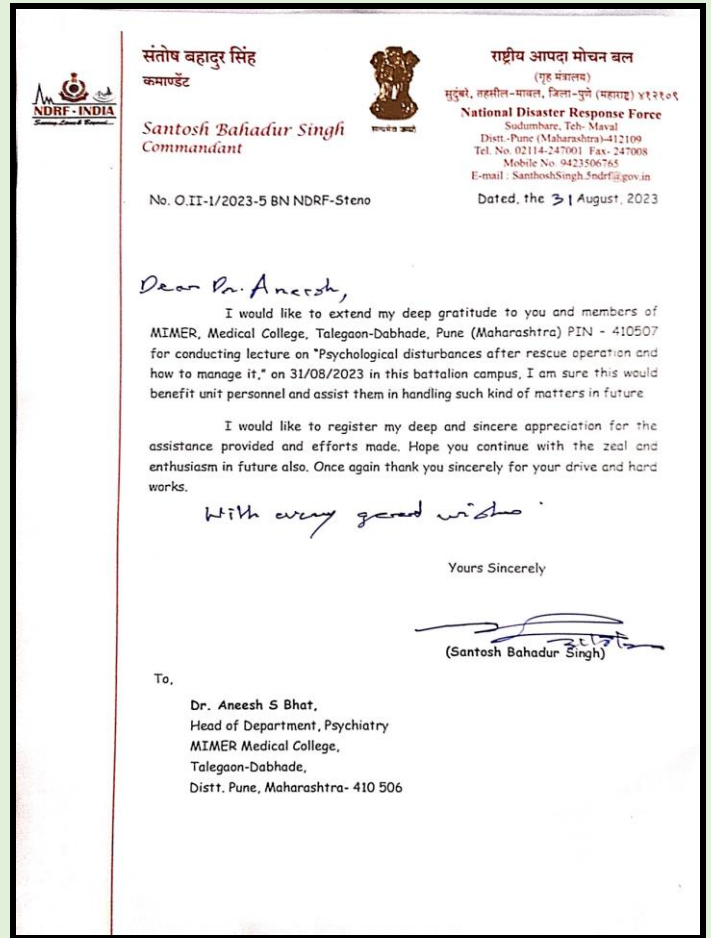 संतोष बहादुर सिंह
कमाण्डेंट
NDRF - INDIA
Saving Lives & Beyond...
Santosh Bahadur Singh
Commandant
सत्यमेव जयते
राष्ट्रीय आपदा मोचन बल
(गृह मंत्रालय)
सुदुंबरे, तहसील-मावल, जिला-पुणे (महाराष्ट्र) ४१२१०९
National Disaster Response Force
Sudumbare, Teh- Maval
Distt.-Pune (Maharashtra)-412109
Tel. No. 02114-247001 Fax- 247008
Mobile No. 9423506765
E-mail : SanthoshSingh.5ndrf@gov.in
No. O.II-1/2023-5 BN NDRF-Steno
Dated, the 31 August, 2023
Dear Dr. Aneesh,
I would like to extend my deep gratitude to you and members of
MIMER, Medical College, Talegaon-Dabhade, Pune (Maharashtra) PIN - 410507
for conducting lecture on "Psychological disturbances after rescue operation and
how to manage it," on 31/08/2023 in this battalion campus, I am sure this would
benefit unit personnel and assist them in handling such kind of matters in future
I would like to register my deep and sincere appreciation for the
assistance provided and efforts made. Hope you continue with the zeal and
enthusiasm in future also. Once again thank you sincerely for your drive and hard
works.
With every good wishes.
Yours Sincerely
(Santosh Bahadur Singh)
To,
Dr. Aneesh S Bhat,
Head of Department, Psychiatry
MIMER Medical College,
Talegaon-Dabhade,
Distt. Pune, Maharashtra- 410 506